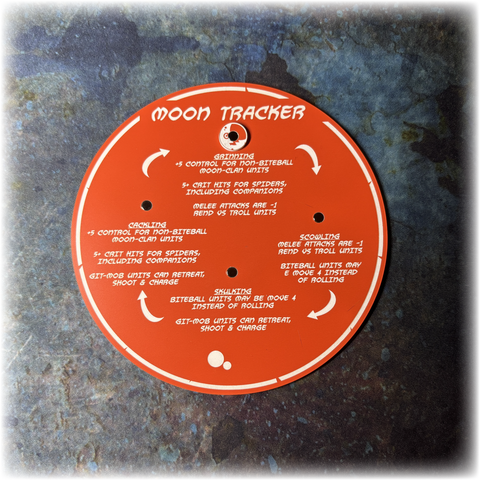 MOON TRACKER
GRINNING
+5 CONTROL FOR NON-BITEBALL
MOON-CLAN UNITS
5+ CRIT HITS FOR SPIDERS,
INCLUDING COMPANIONS
MELEE ATTACKS ARE -1
REND VS TROLL UNITS
SCOWLING
MELEE ATTACKS ARE -1
REND VS TROLL UNITS
BITEBALL UNITS MAY
E MOVE 4 INSTEAD
OF ROLLING
SKULKING
BITEBALL UNITS MAY BE MOVE 4
INSTEAD OF ROLLING
GIT-MOB UNITS CAN RETREAT,
SHOOT & CHARGE
CACKLING
+5 CONTROL FOR NON-BITEBALL
MOON-CLAN UNITS
5+ CRIT HITS FOR SPIDERS,
INCLUDING COMPANIONS
GIT-MOB UNITS CAN RETREAT,
SHOOT & CHARGE